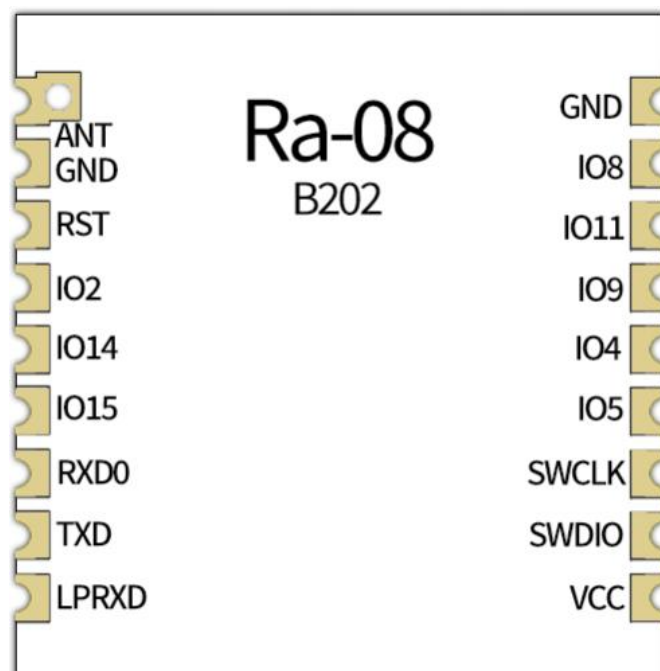 Ra-08
B202
ANT
GND
RST
IO2
IO14
IO15
RXD0
TXD
LPRXD
GND
IO8
IO11
IO9
IO4
IO5
SWCLK
SWDIO
VCC